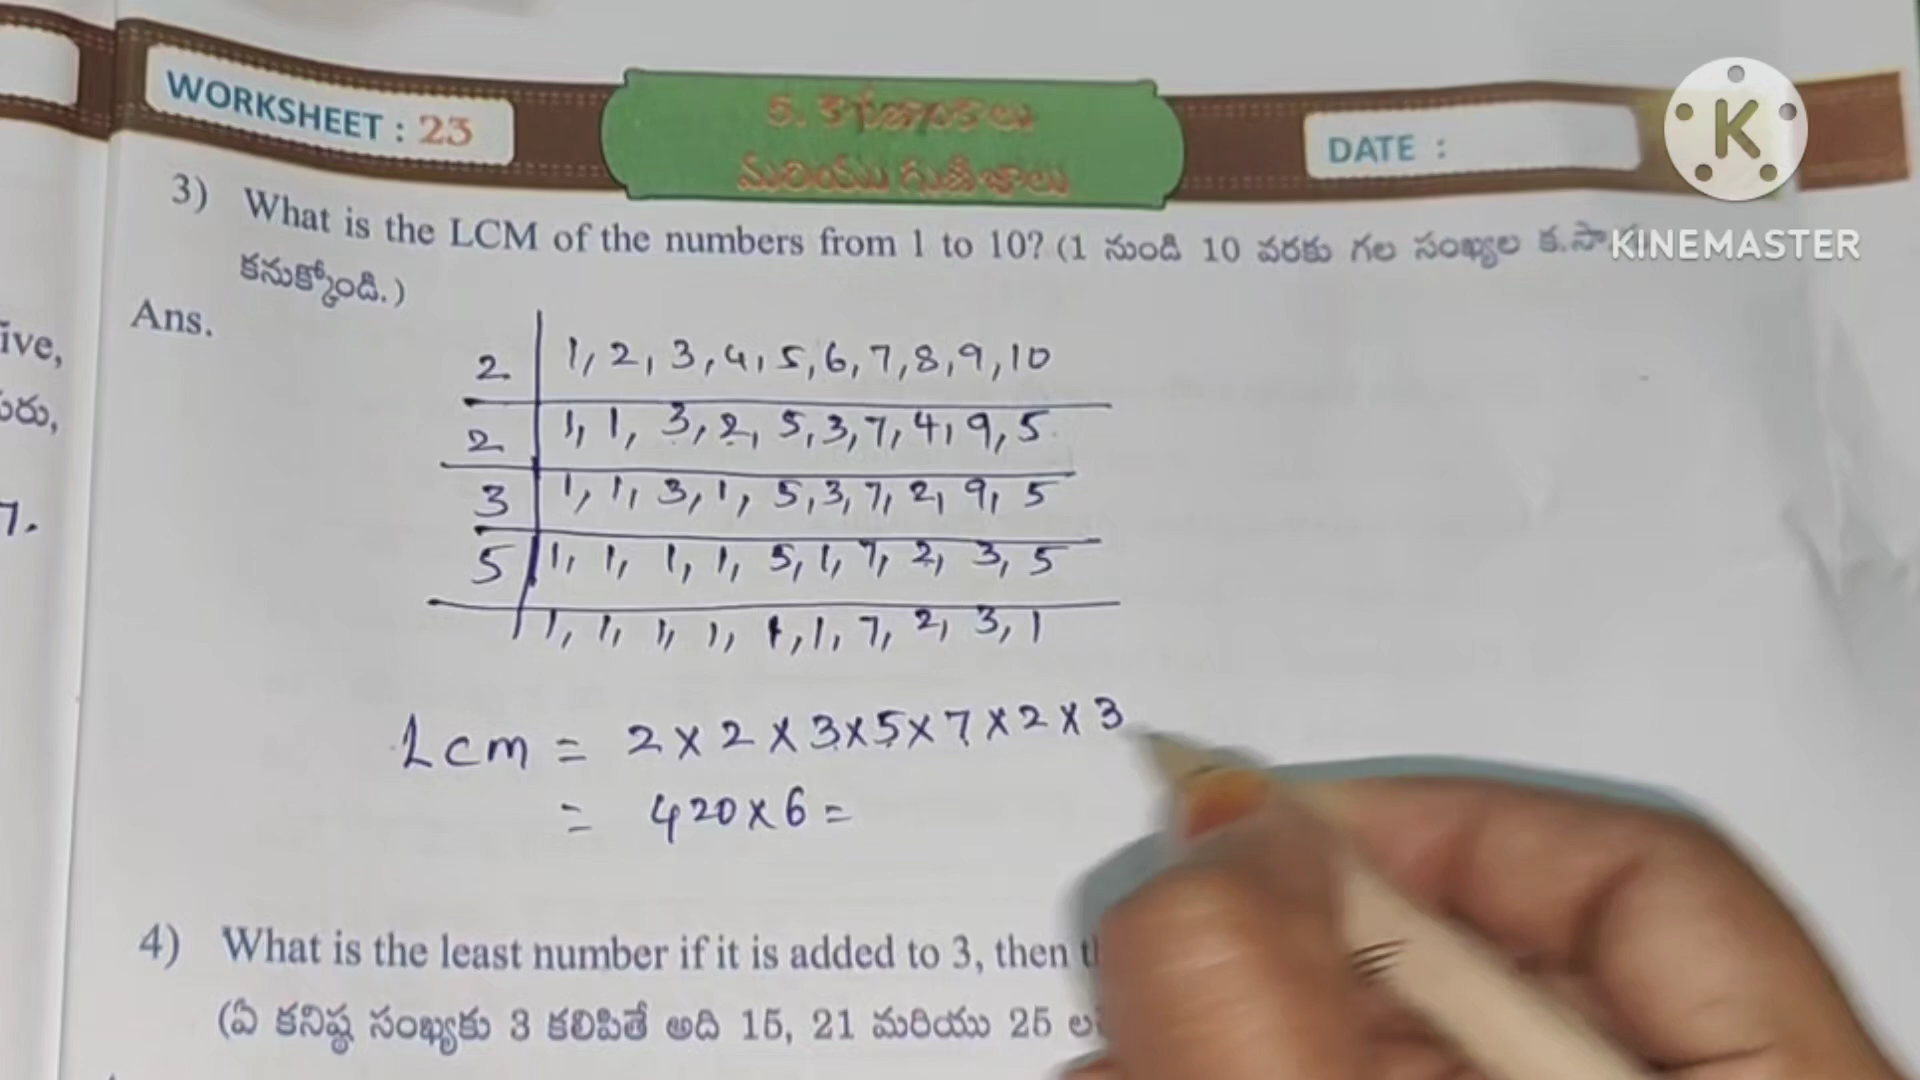 WORKSHEET : 23
5. కారణాంకాలు
మరియు గుణిజాలు
DATE :
K
KINEMASTER
3) What is the LCM of the numbers from 1 to 10? (1 నుండి 10 వరకు గల సంఖ్యల క.సా
కనుక్కోండి.)
Ans.
ive,
7.
2 1, 2, 3, 4, 5, 6, 7, 8, 9, 10
2 1, 1, 3, 2, 5, 3, 7, 4, 9, 5
3 1, 1, 3, 1, 5, 3, 7, 2, 9, 5
5 1, 1, 1, 1, 5, 1, 7, 2, 3, 5
1, 1, 1, 1, 1, 1, 7, 2, 3, 1
Lcm = 2 × 2 × 3 × 5 × 7 × 2 × 3
= 420 × 6 =
4) What is the least number if it is added to 3, then
(ఏ కనిష్ఠ సంఖ్యకు 3 కలిపితే అది 15, 21 మరియు 25